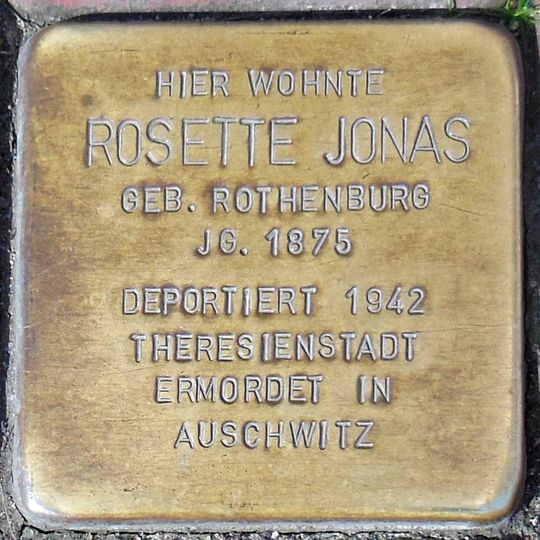 HIER WOHNTE
ROSETTE JONAS
GEB. ROTHENBURG
JG. 1875
DEPORTIERT 1942
THERESIENSTADT
ERMORDET IN
AUSCHWITZ